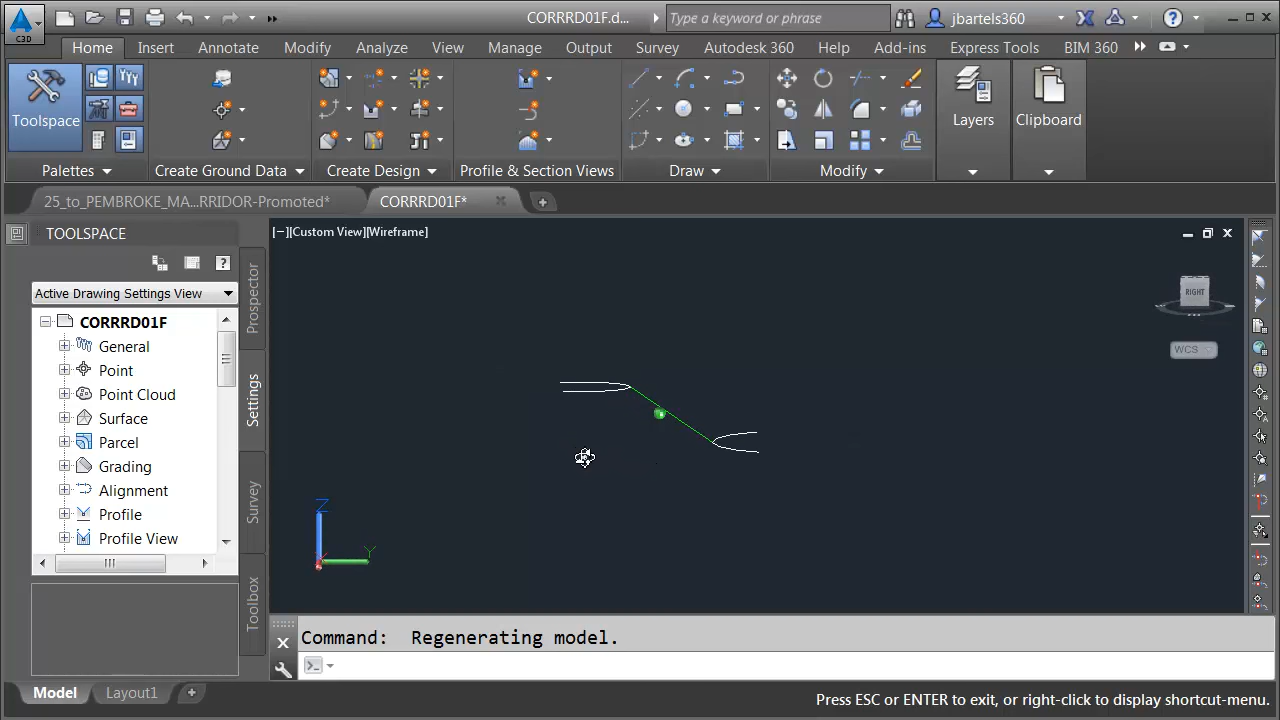 CORRRD01F.d...
Type a keyword or phrase
jbartels360
C3D
Home Insert Annotate Modify Analyze View Manage Output Survey Autodesk 360 Help Add-ins Express Tools BIM 360
Toolspace
Layers
Clipboard
Palettes
Create Ground Data
Create Design
Profile & Section Views
Draw
Modify
25_to_PEMBROKE_MA...RRIDOR-Promoted*
CORRRD01F*
TOOLSPACE
[−][Custom View][Wireframe]
Active Drawing Settings View
CORRRD01F
General
Point
Point Cloud
Surface
Parcel
Grading
Alignment
Profile
Profile View
Prospector
Settings
Survey
Toolbox
RIGHT
WCS
Z
Y
X
Command:  Regenerating model.
Model
Layout1
Press ESC or ENTER to exit, or right-click to display shortcut-menu.